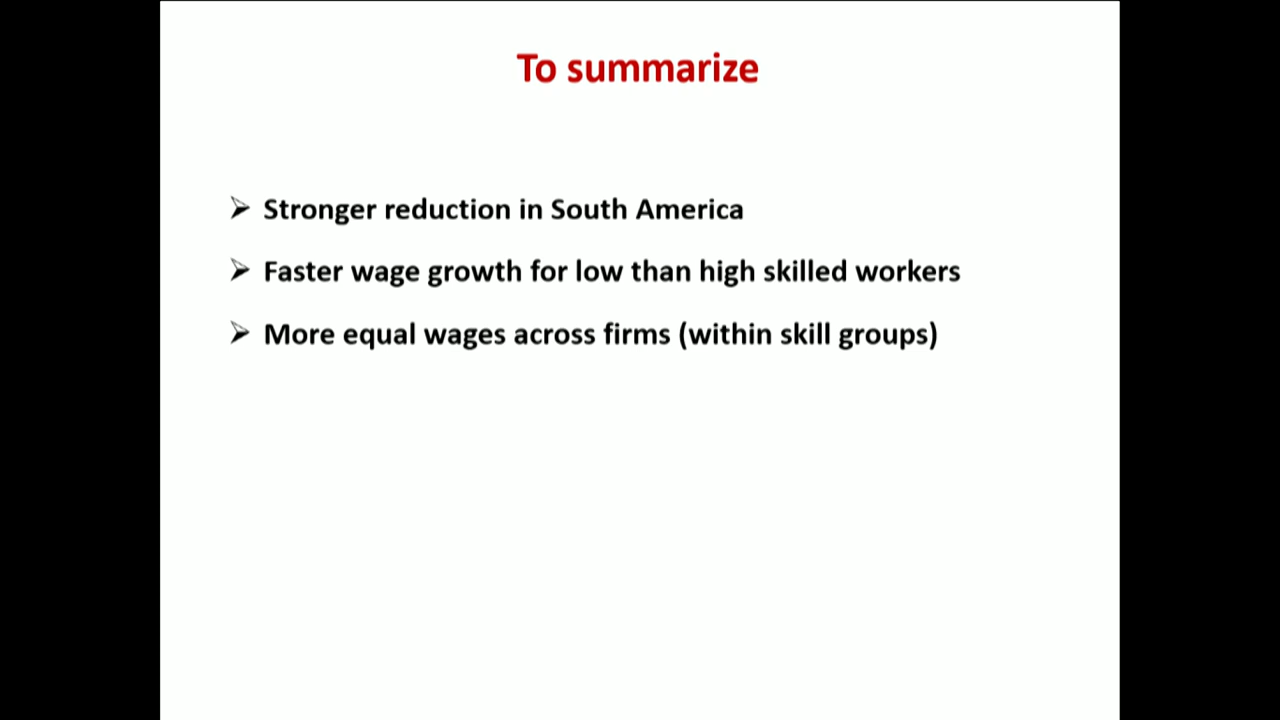 To summarize
➢ Stronger reduction in South America
➢ Faster wage growth for low than high skilled workers
➢ More equal wages across firms (within skill groups)